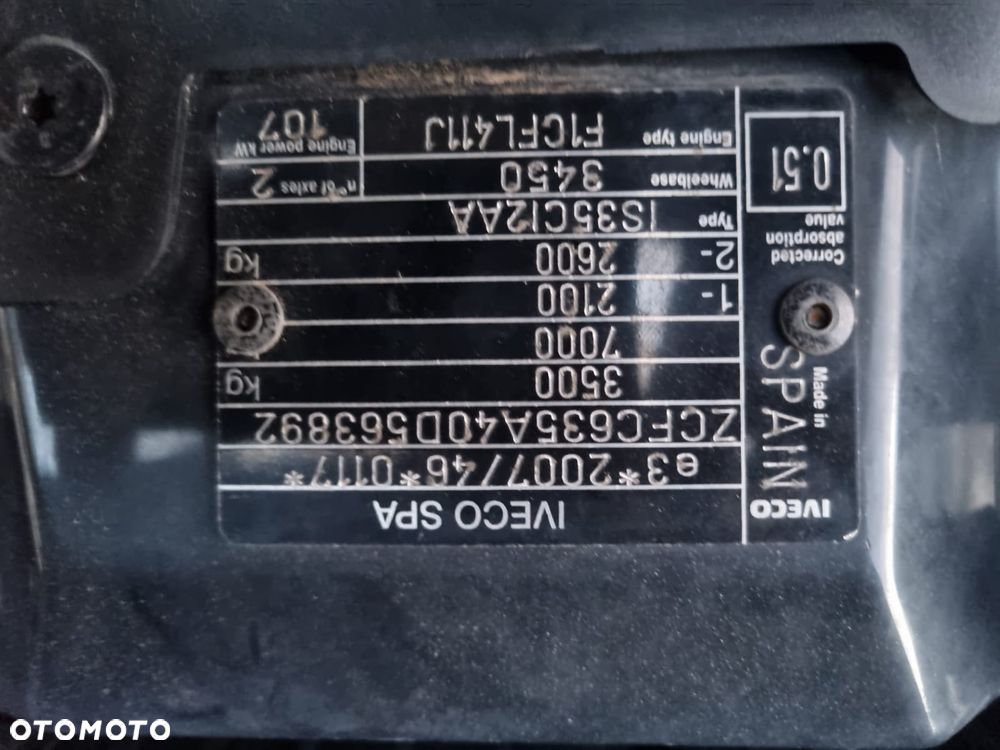 IVECO SPA
e3*2007/46*0117*
ZCFC635A40D563892
3500 kg
7000
1- 2100
2- 2600 kg
Type IS35CI2AA
Wheelbase 3450 n° of axles 2
Engine type F1CFL411J Engine power kW 107
IVECO
Made in
SPAIN
Corrected
absorption
value
0.51
OTOMOTO